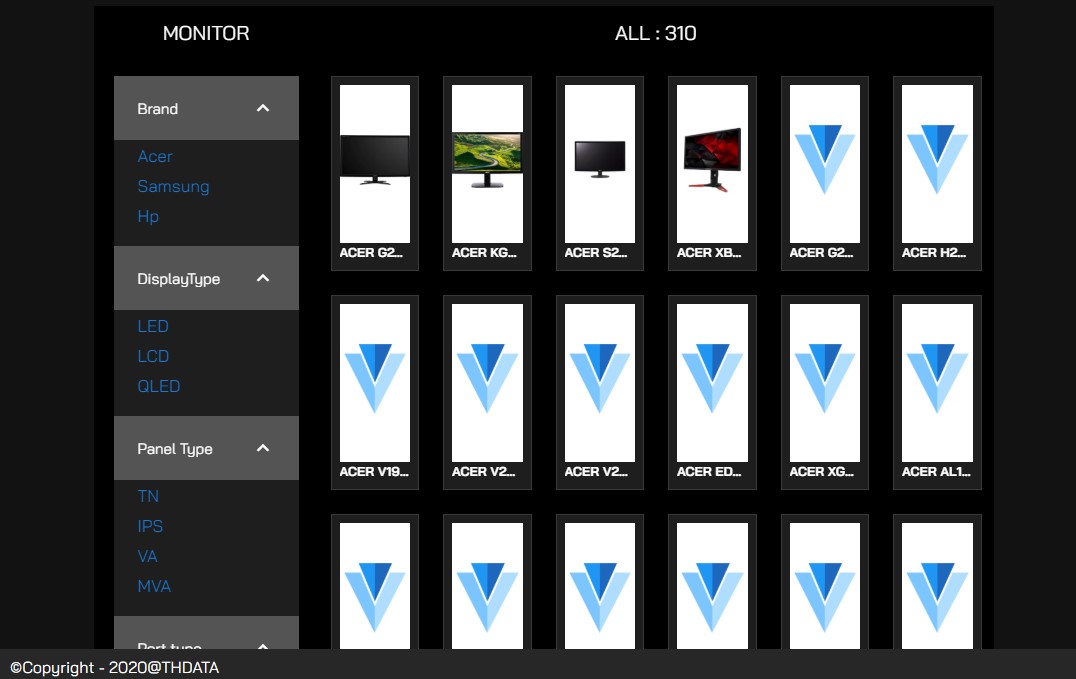 MONITOR
ALL : 310
Brand
Acer
Samsung
Hp
DisplayType
LED
LCD
QLED
Panel Type
TN
IPS
VA
MVA
Port type
ACER G2...
ACER KG...
ACER S2...
ACER XB...
ACER G2...
ACER H2...
ACER V19...
ACER V2...
ACER V2...
ACER ED...
ACER XG...
ACER AL1...
©Copyright - 2020@THDATA